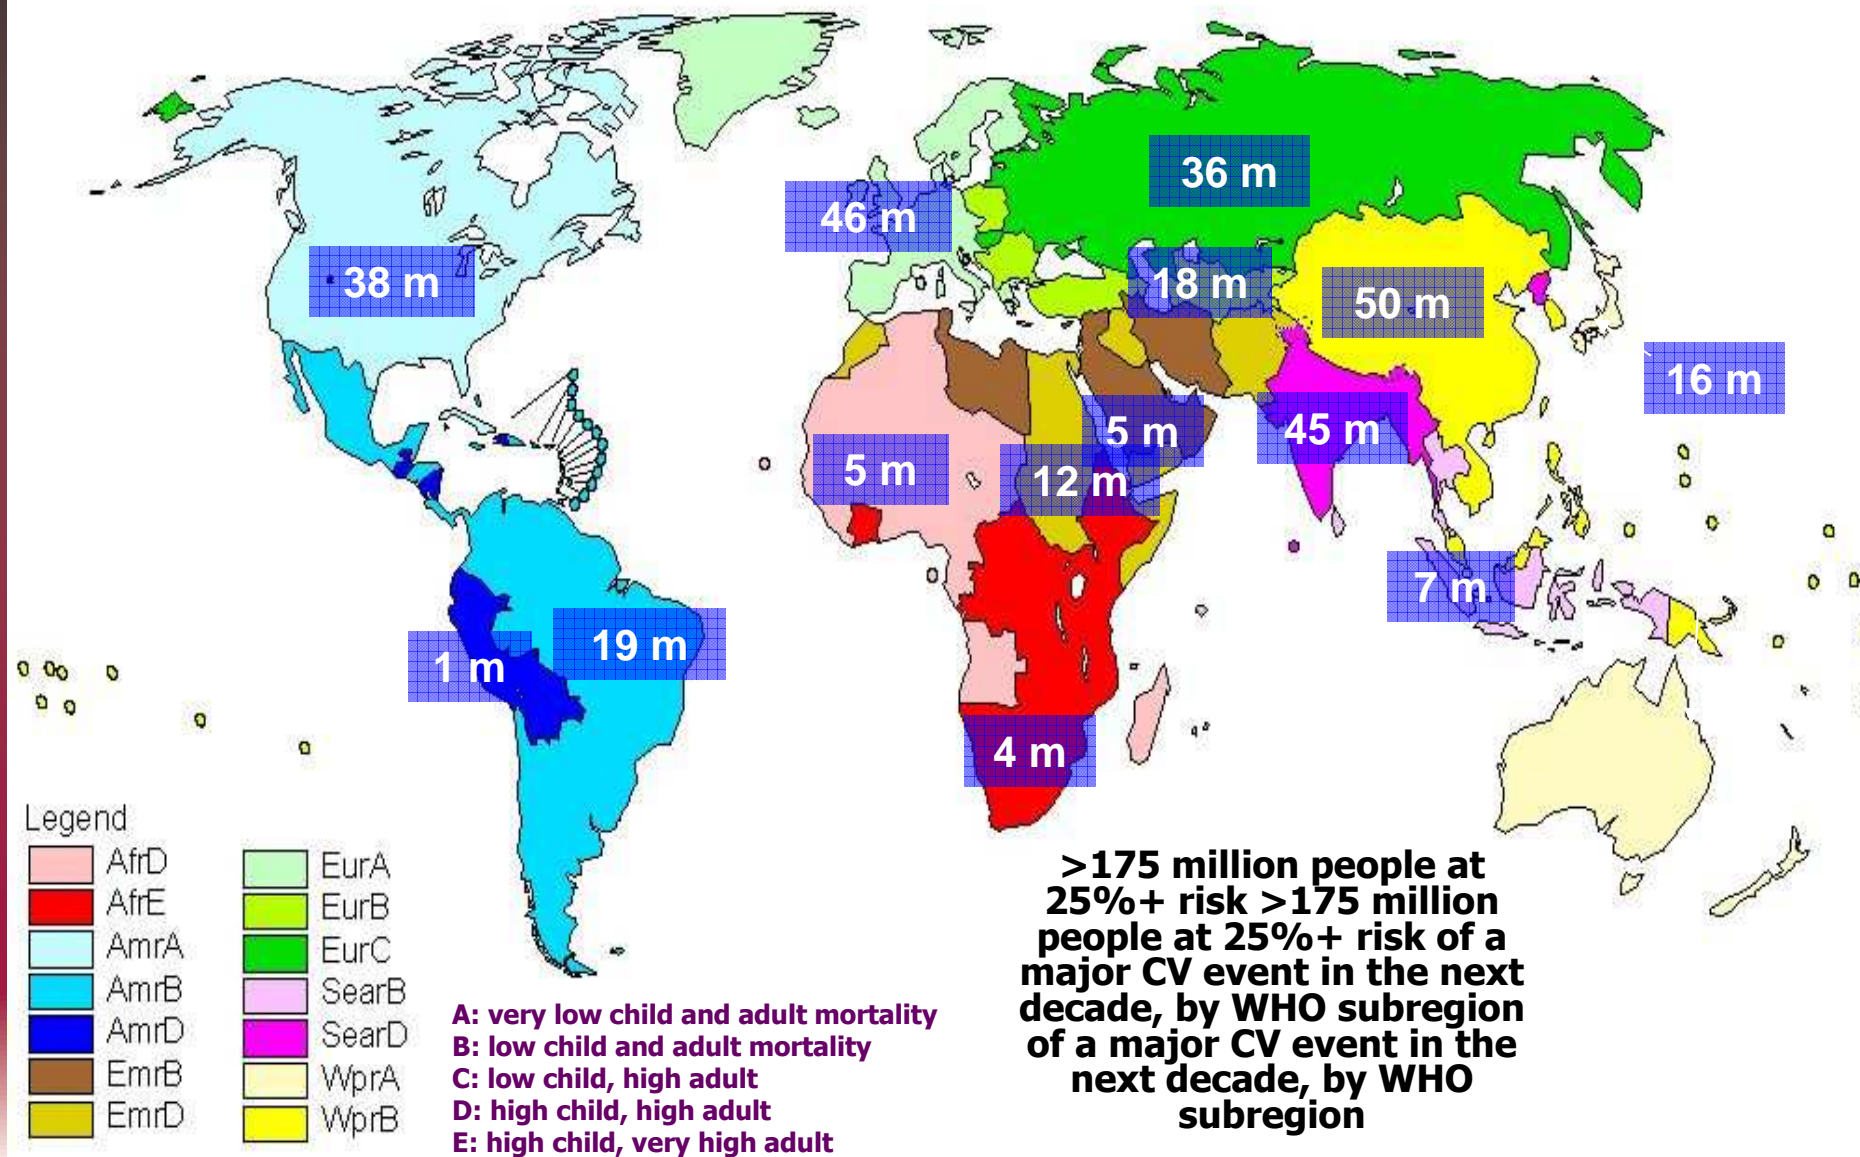 36 m
46 m
38 m
18 m
50 m
16 m
5 m
45 m
5 m
12 m
7 m
19 m
1 m
4 m
Legend
AfrD
AfrE
AmrA
AmrB
AmrD
EmrB
EmrD
EurA
EurB
EurC
SearB
SearD
WprA
WprB
A: very low child and adult mortality
B: low child and adult mortality
C: low child, high adult
D: high child, high adult
E: high child, very high adult
>175 million people at
25%+ risk >175 million
people at 25%+ risk of a
major CV event in the next
decade, by WHO subregion
of a major CV event in the
next decade, by WHO
subregion